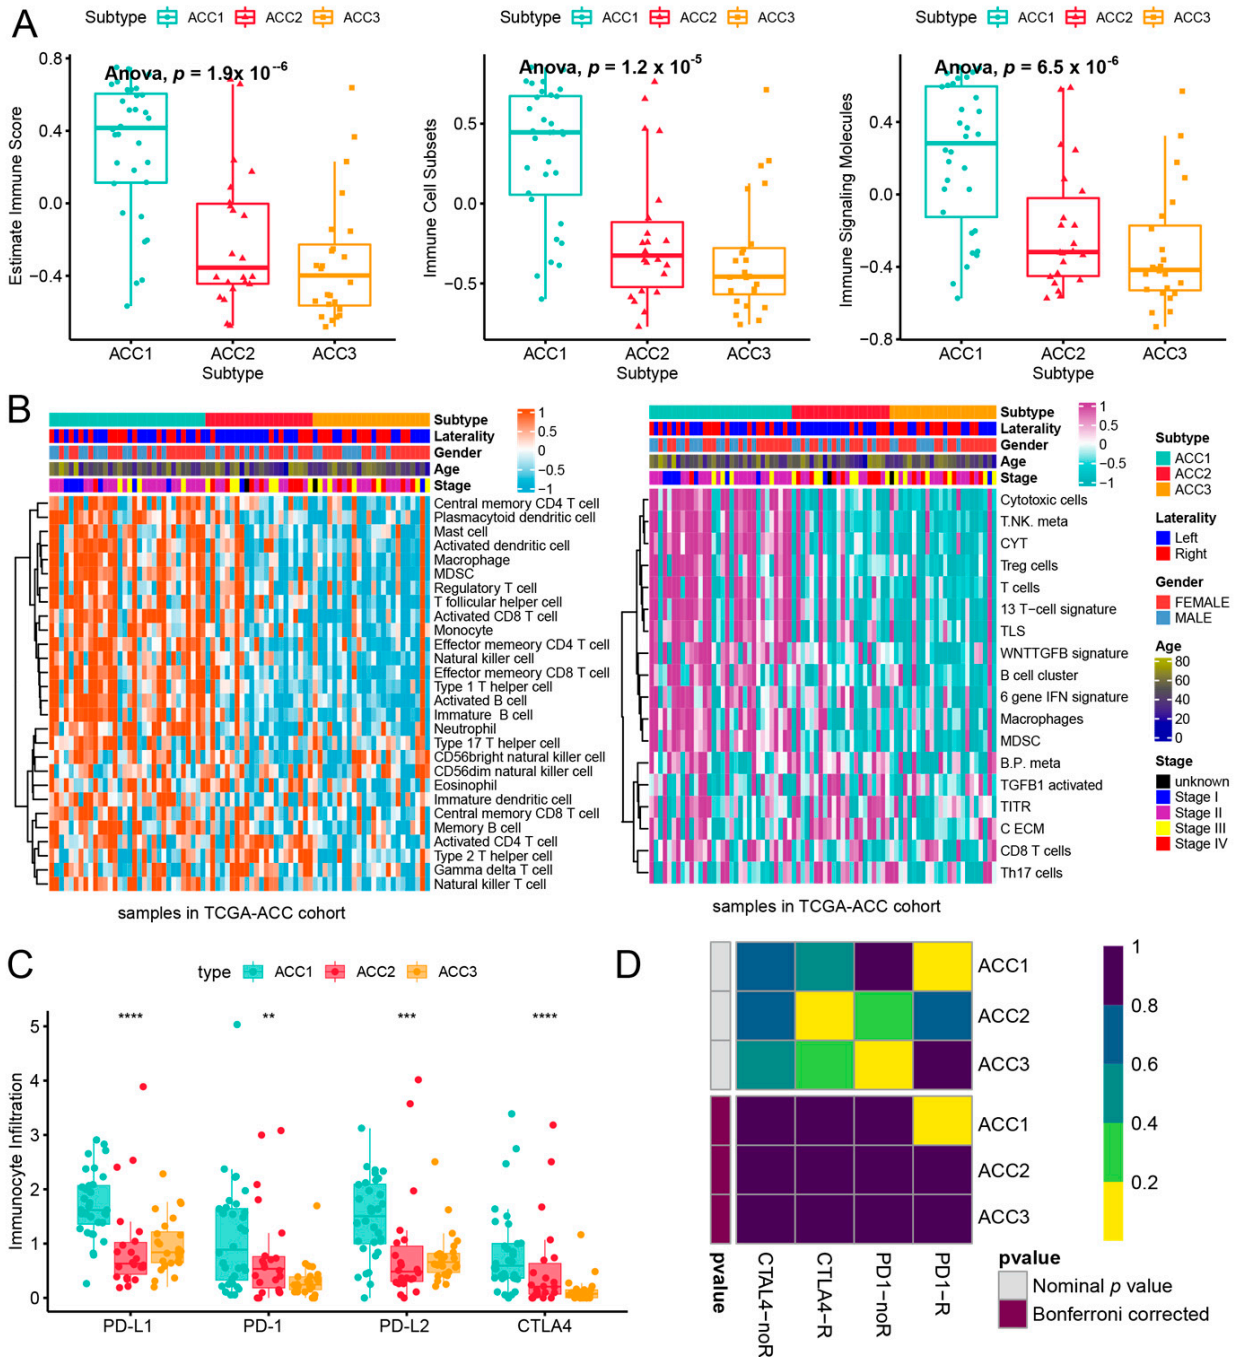 A
Subtype ACC1 ACC2 ACC3
Anova, p = 1.9x 10⁻⁶
Estimate Immune Score
0.8
0.4
0.0
−0.4
ACC1 ACC2 ACC3
Subtype
Subtype ACC1 ACC2 ACC3
Anova, p = 1.2 x 10⁻⁵
Immune Cell Subsets
0.5
0.0
−0.5
ACC1 ACC2 ACC3
Subtype
Subtype ACC1 ACC2 ACC3
Anova, p = 6.5 x 10⁻⁶
Immune Signaling Molecules
0.4
0.0
−0.4
−0.8
ACC1 ACC2 ACC3
Subtype
B
Subtype
Laterality
Gender
Age
Stage
1
0.5
0
−0.5
−1
Central memory CD4 T cell
Plasmacytoid dendritic cell
Mast cell
Activated dendritic cell
Macrophage
MDSC
Regulatory T cell
T follicular helper cell
Activated CD8 T cell
Monocyte
Effector memeory CD4 T cell
Natural killer cell
Effector memeory CD8 T cell
Type 1 T helper cell
Activated B cell
Immature B cell
Neutrophil
Type 17 T helper cell
CD56bright natural killer cell
CD56dim natural killer cell
Eosinophil
Immature dendritic cell
Central memory CD8 T cell
Memory B cell
Activated CD4 T cell
Type 2 T helper cell
Gamma delta T cell
Natural killer T cell
samples in TCGA-ACC cohort
Subtype
Laterality
Gender
Age
Stage
1
0.5
0
−0.5
−1
Cytotoxic cells
T.NK. meta
CYT
Treg cells
T cells
13 T−cell signature
TLS
WNTTGFB signature
B cell cluster
6 gene IFN signature
Macrophages
MDSC
B.P. meta
TGFB1 activated
TITR
C ECM
CD8 T cells
Th17 cells
samples in TCGA-ACC cohort
Subtype
ACC1
ACC2
ACC3
Laterality
Left
Right
Gender
FEMALE
MALE
Age
80
60
40
20
0
Stage
unknown
Stage I
Stage II
Stage III
Stage IV
C
type ACC1 ACC2 ACC3
Immunocyte Infiltration
5
4
3
2
1
0
**** ** *** ****
PD-L1 PD-1 PD-L2 CTLA4
D
ACC1
ACC2
ACC3
ACC1
ACC2
ACC3
1
0.8
0.6
0.4
0.2
pvalue
CTAL4−noR
CTLA4−R
PD1−noR
PD1−R
pvalue
Nominal p value
Bonferroni corrected